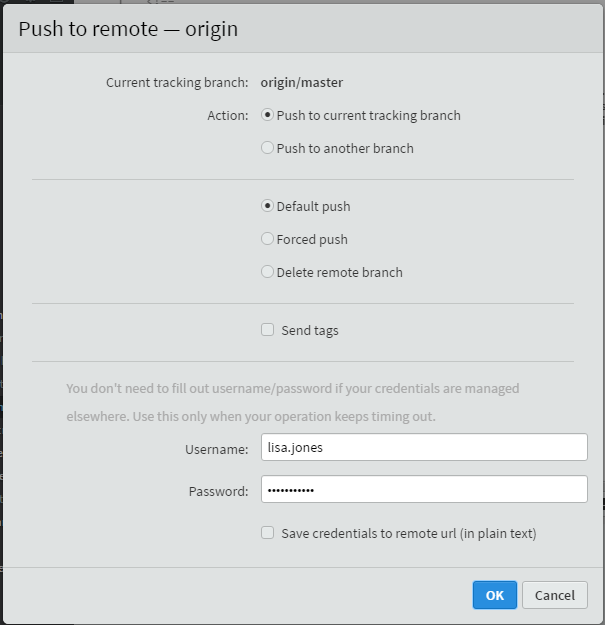 Push to remote — origin
Current tracking branch: origin/master
Action: Push to current tracking branch
Push to another branch
Default push
Forced push
Delete remote branch
Send tags
You don't need to fill out username/password if your credentials are managed
elsewhere. Use this only when your operation keeps timing out.
Username: lisa.jones
Password: •••••••••••
Save credentials to remote url (in plain text)
OK Cancel